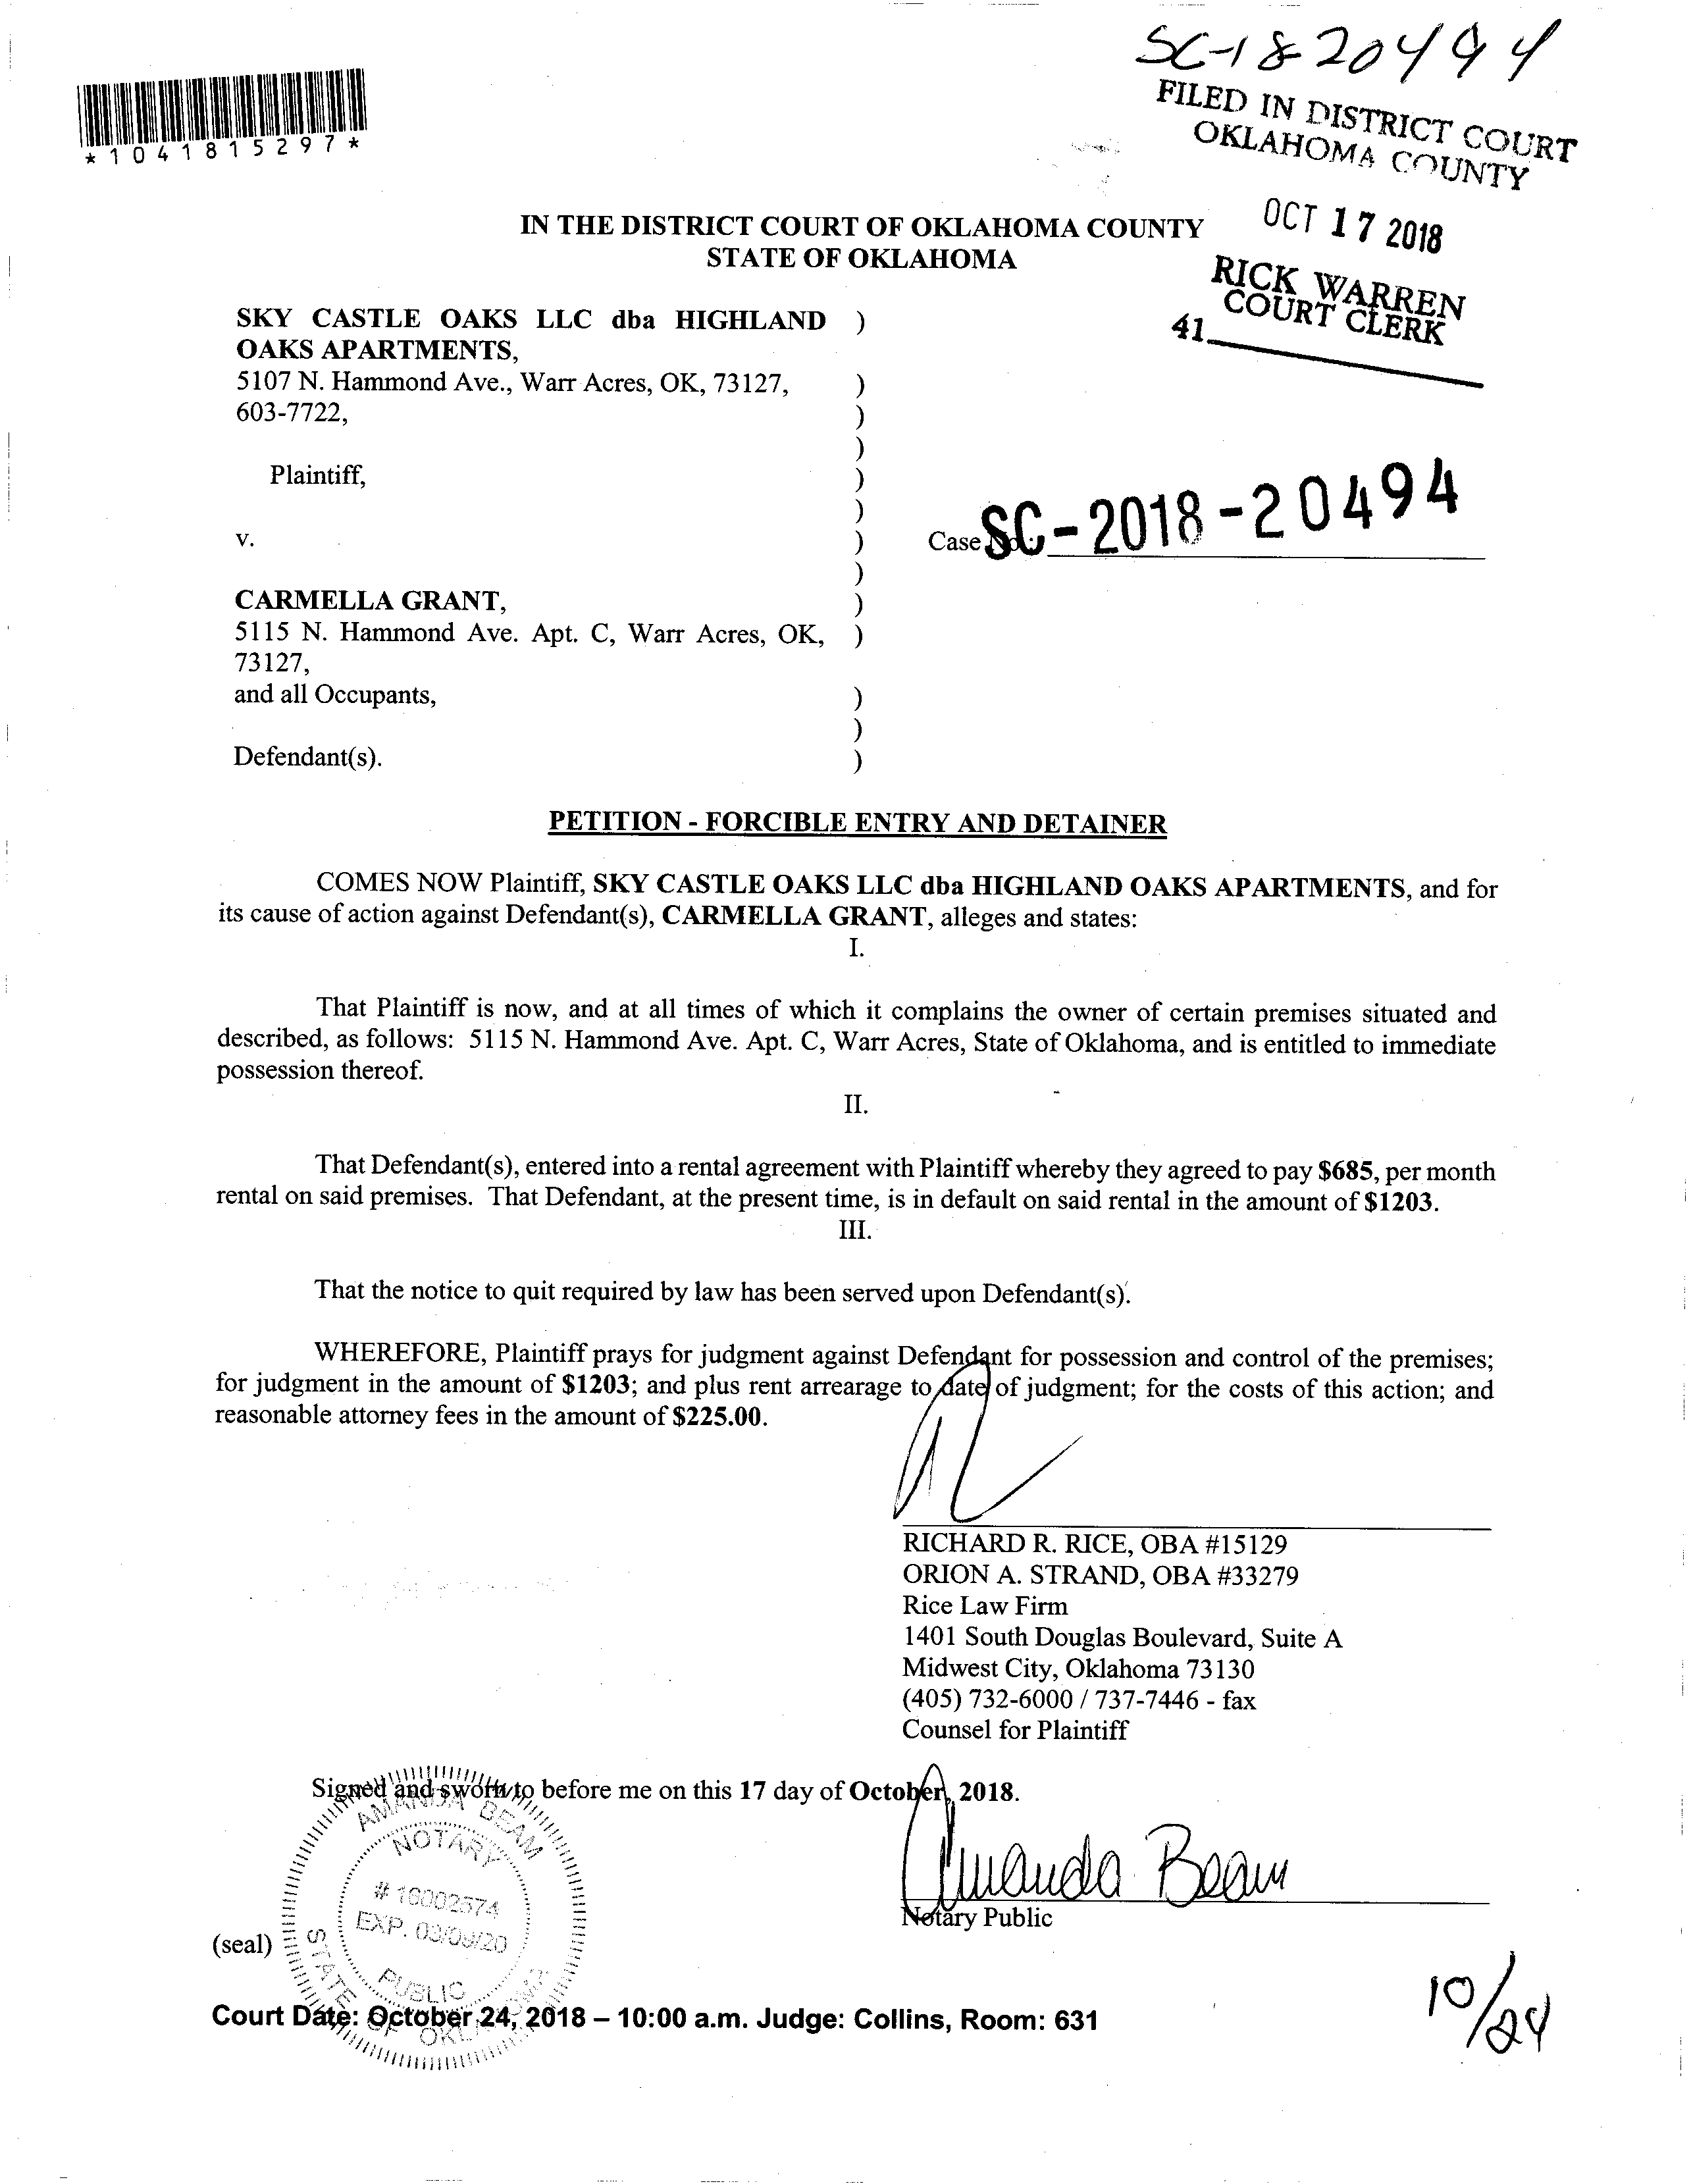 SC-18-20494
FILED IN DISTRICT COURT
OKLAHOMA COUNTY
*1041815297*
OCT 17 2018
RICK WARREN
COURT CLERK
41
IN THE DISTRICT COURT OF OKLAHOMA COUNTY
STATE OF OKLAHOMA
SKY CASTLE OAKS LLC dba HIGHLAND )
OAKS APARTMENTS,
5107 N. Hammond Ave., Warr Acres, OK, 73127, )
603-7722, )
)
Plaintiff, )
)
v. )
Case No.: SC-2018-20494
)
CARMELLA GRANT, )
5115 N. Hammond Ave. Apt. C, Warr Acres, OK, )
73127,
and all Occupants, )
)
Defendant(s). )
PETITION - FORCIBLE ENTRY AND DETAINER
COMES NOW Plaintiff, SKY CASTLE OAKS LLC dba HIGHLAND OAKS APARTMENTS, and for
its cause of action against Defendant(s), CARMELLA GRANT, alleges and states:
I.
That Plaintiff is now, and at all times of which it complains the owner of certain premises situated and
described, as follows: 5115 N. Hammond Ave. Apt. C, Warr Acres, State of Oklahoma, and is entitled to immediate
possession thereof.
II.
That Defendant(s), entered into a rental agreement with Plaintiff whereby they agreed to pay $685, per month
rental on said premises. That Defendant, at the present time, is in default on said rental in the amount of $1203.
III.
That the notice to quit required by law has been served upon Defendant(s).
WHEREFORE, Plaintiff prays for judgment against Defendant for possession and control of the premises;
for judgment in the amount of $1203; and plus rent arrearage to date of judgment; for the costs of this action; and
reasonable attorney fees in the amount of $225.00.
RICHARD R. RICE, OBA #15129
ORION A. STRAND, OBA #33279
Rice Law Firm
1401 South Douglas Boulevard, Suite A
Midwest City, Oklahoma 73130
(405) 732-6000 / 737-7446 - fax
Counsel for Plaintiff
Signed and sworn to before me on this 17 day of October, 2018.
AMANDA BEAM
NOTARY
# 16002574
EXP. 03/09/20
PUBLIC
STATE OF OKLAHOMA
Amanda Beam
Notary Public
(seal)
Court Date: October 24, 2018 – 10:00 a.m. Judge: Collins, Room: 631
10/24